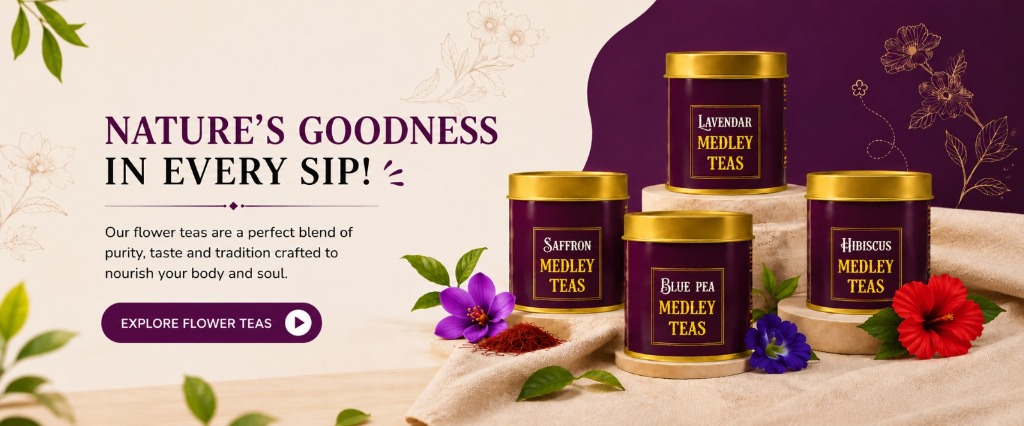 NATURE'S GOODNESS
IN EVERY SIP!
Our flower teas are a perfect blend of
purity, taste and tradition crafted to
nourish your body and soul.
EXPLORE FLOWER TEAS
LAVENDAR
MEDLEY
TEAS
SAFFRON
MEDLEY
TEAS
BLUE PEA
MEDLEY
TEAS
HIBISCUS
MEDLEY
TEAS